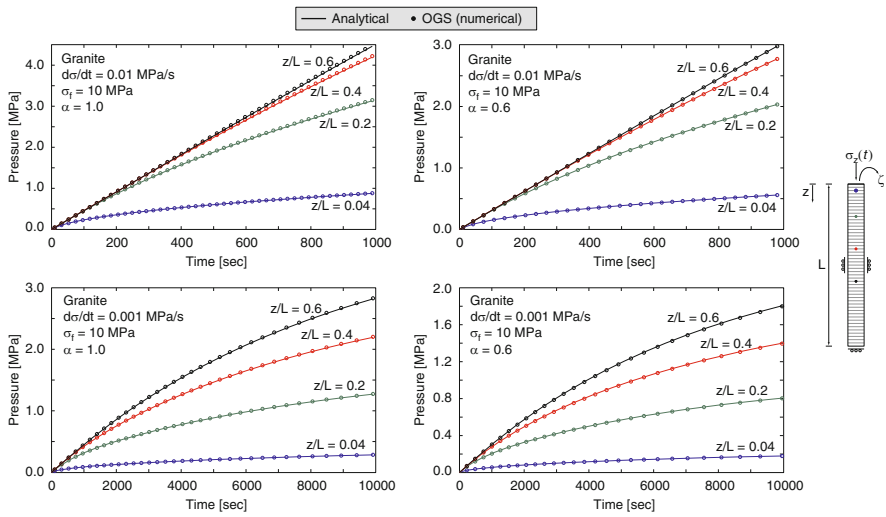 Analytical OGS (numerical)
Granite
dσ/dt = 0.01 MPa/s
σf = 10 MPa
α = 1.0
z/L = 0.6
z/L = 0.4
z/L = 0.2
z/L = 0.04
Pressure [MPa]
4.0
3.0
2.0
1.0
0.0
0 200 400 600 800 1000
Time [sec]
Granite
dσ/dt = 0.01 MPa/s
σf = 10 MPa
α = 0.6
z/L = 0.6
z/L = 0.4
z/L = 0.2
z/L = 0.04
Pressure [MPa]
3.0
2.0
1.0
0.0
0 200 400 600 800 1000
Time [sec]
Granite
dσ/dt = 0.001 MPa/s
σf = 10 MPa
α = 1.0
z/L = 0.6
z/L = 0.4
z/L = 0.2
z/L = 0.04
Pressure [MPa]
3.0
2.0
1.0
0.0
0 2000 4000 6000 8000 10000
Time [sec]
Granite
dσ/dt = 0.001 MPa/s
σf = 10 MPa
α = 0.6
z/L = 0.6
z/L = 0.4
z/L = 0.2
z/L = 0.04
Pressure [MPa]
2.0
1.6
1.2
0.8
0.4
0.0
0 2000 4000 6000 8000 10000
Time [sec]
σz(t)
z
L